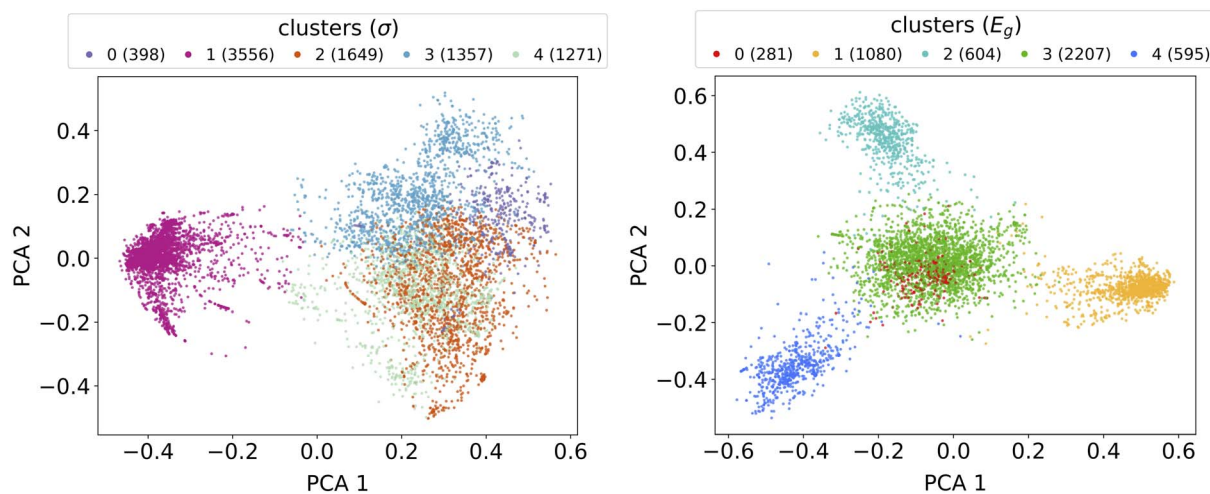 clusters (σ)
0 (398) 1 (3556) 2 (1649) 3 (1357) 4 (1271)
0.4
0.2
0.0
−0.2
−0.4
PCA 2
−0.4 −0.2 0.0 0.2 0.4 0.6
PCA 1
clusters (E_g)
0 (281) 1 (1080) 2 (604) 3 (2207) 4 (595)
0.6
0.4
0.2
0.0
−0.2
−0.4
PCA 2
−0.6 −0.4 −0.2 0.0 0.2 0.4 0.6
PCA 1